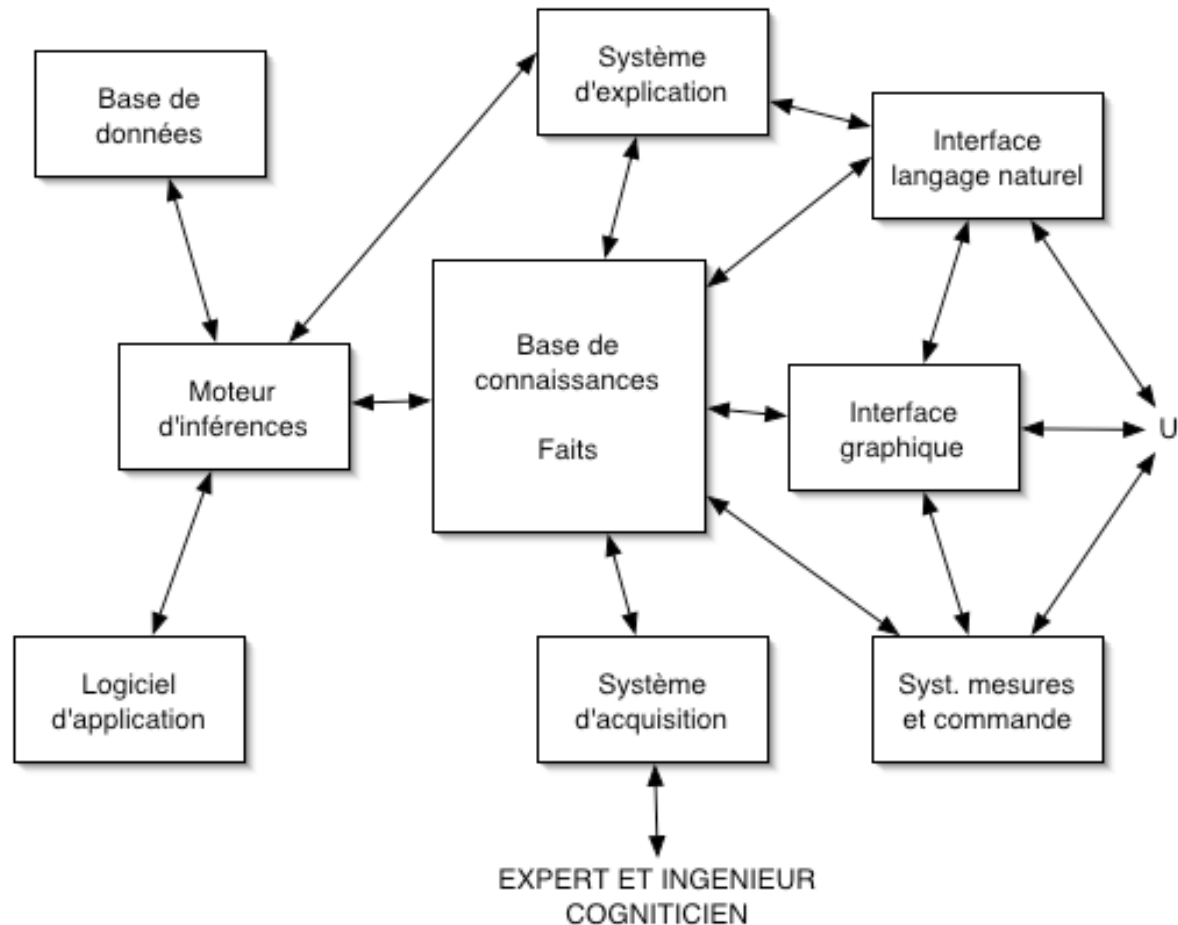 Système
d'explication
Base de
données
Interface
langage naturel
Base de
connaissances
Faits
Moteur
d'inférences
Interface
graphique
U
Logiciel
d'application
Système
d'acquisition
Syst. mesures
et commande
EXPERT ET INGENIEUR
COGNITICIEN